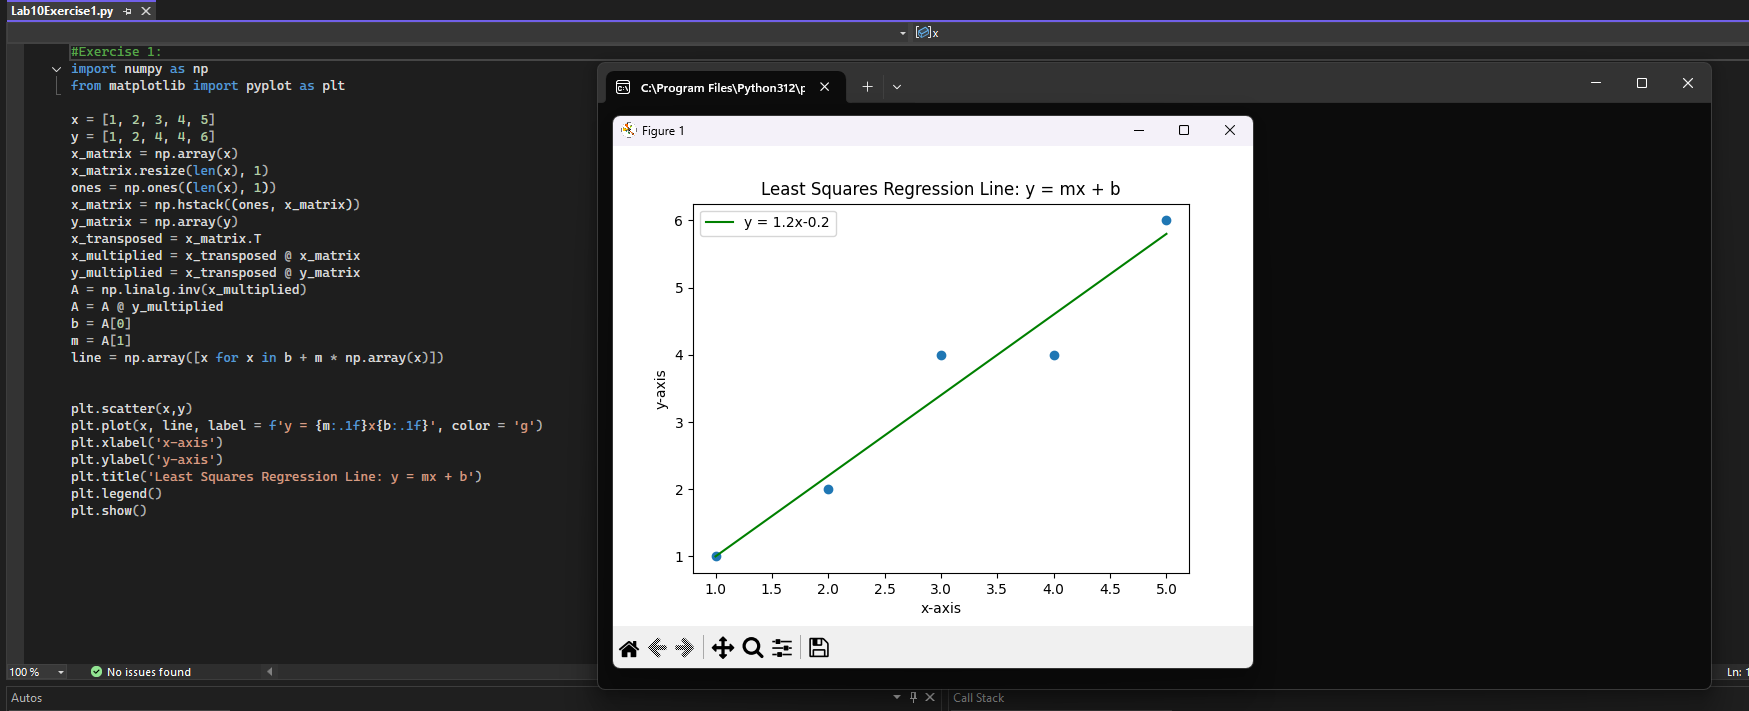 Lab10Exercise1.py
x
#Exercise 1:
import numpy as np
from matplotlib import pyplot as plt
x = [1, 2, 3, 4, 5]
y = [1, 2, 4, 4, 6]
x_matrix = np.array(x)
x_matrix.resize(len(x), 1)
ones = np.ones((len(x), 1))
x_matrix = np.hstack((ones, x_matrix))
y_matrix = np.array(y)
x_transposed = x_matrix.T
x_multiplied = x_transposed @ x_matrix
y_multiplied = x_transposed @ y_matrix
A = np.linalg.inv(x_multiplied)
A = A @ y_multiplied
b = A[0]
m = A[1]
line = np.array([x for x in b + m * np.array(x)])
plt.scatter(x,y)
plt.plot(x, line, label = f'y = {m:.1f}x{b:.1f}', color = 'g')
plt.xlabel('x-axis')
plt.ylabel('y-axis')
plt.title('Least Squares Regression Line: y = mx + b')
plt.legend()
plt.show()
C:\Program Files\Python312\p
Figure 1
Least Squares Regression Line: y = mx + b
y = 1.2x-0.2
6
5
4
3
2
1
y-axis
1.0 1.5 2.0 2.5 3.0 3.5 4.0 4.5 5.0
x-axis
100 %
No issues found
Ln: 1
Autos
Call Stack